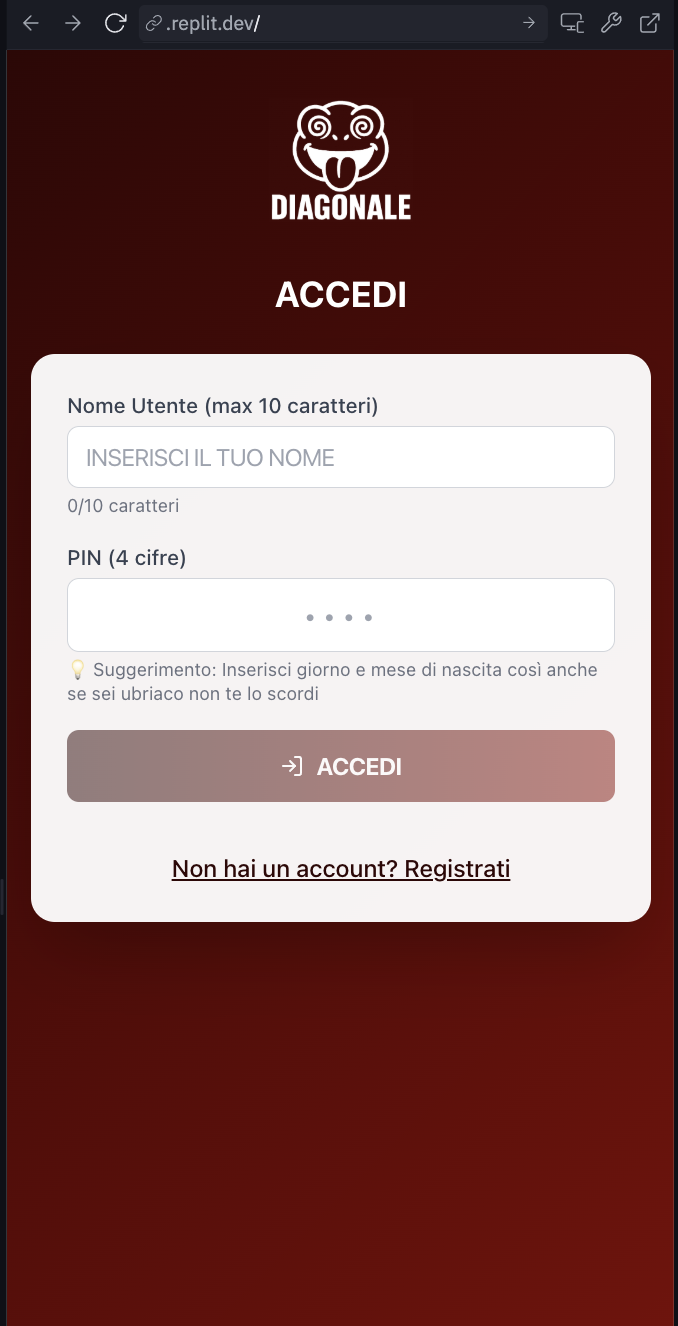 .replit.dev/
DIAGONALE
ACCEDI
Nome Utente (max 10 caratteri)
INSERISCI IL TUO NOME
0/10 caratteri
PIN (4 cifre)
• • • •
💡 Suggerimento: Inserisci giorno e mese di nascita così anche
se sei ubriaco non te lo scordi
ACCEDI
Non hai un account? Registrati